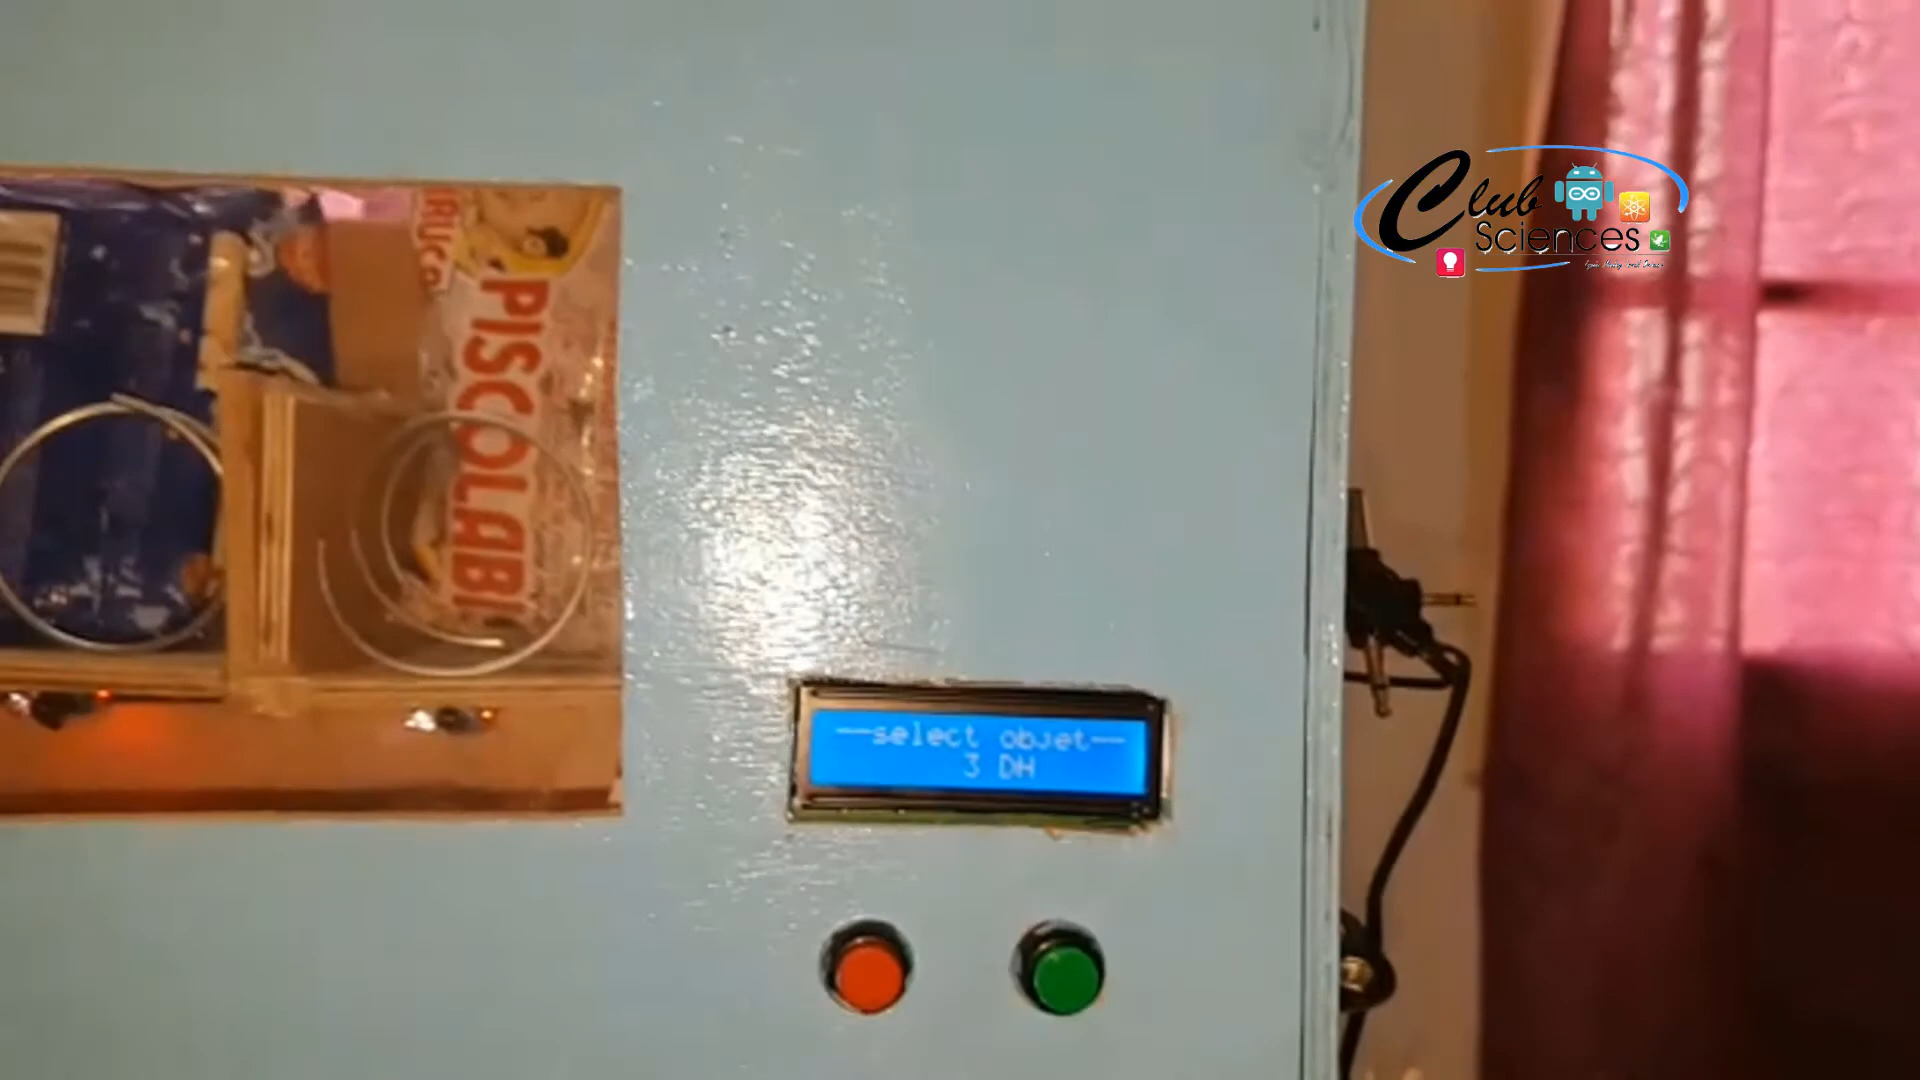 Club
Sciences
PISCOLABI
--select objet--
3 DH